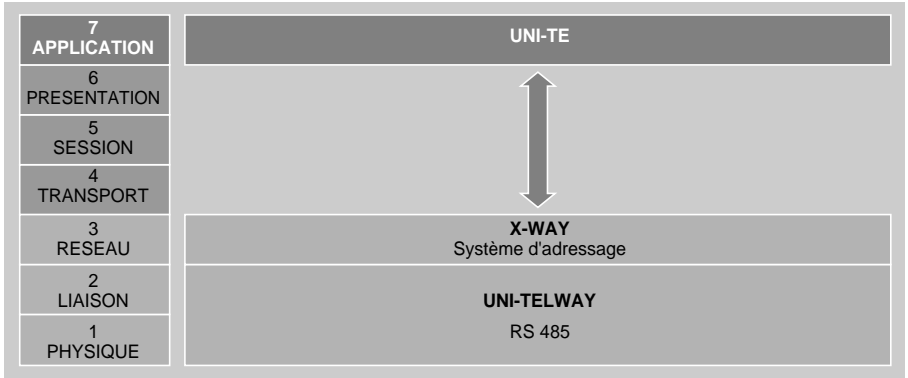 7
APPLICATION
UNI-TE
6
PRESENTATION
5
SESSION
4
TRANSPORT
3
RESEAU
X-WAY
Système d'adressage
2
LIAISON
UNI-TELWAY
1
PHYSIQUE
RS 485